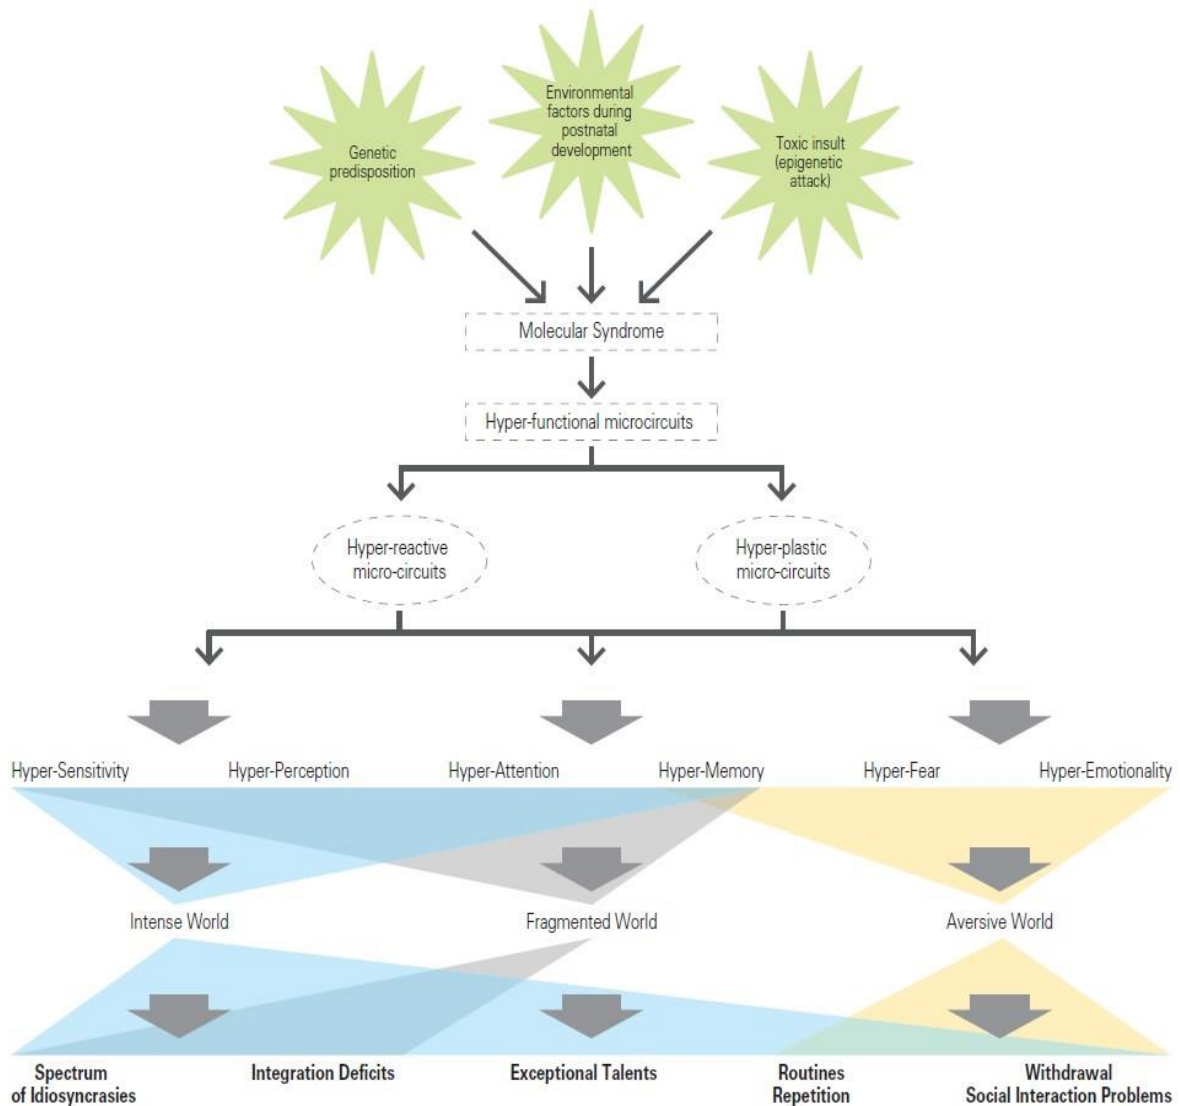 Genetic
predisposition
Environmental
factors during
postnatal
development
Toxic insult
(epigenetic
attack)
Molecular Syndrome
Hyper-functional microcircuits
Hyper-reactive
micro-circuits
Hyper-plastic
micro-circuits
Hyper-Sensitivity
Hyper-Perception
Hyper-Attention
Hyper-Memory
Hyper-Fear
Hyper-Emotionality
Intense World
Fragmented World
Aversive World
Spectrum
of Idiosyncrasies
Integration Deficits
Exceptional Talents
Routines
Repetition
Withdrawal
Social Interaction Problems